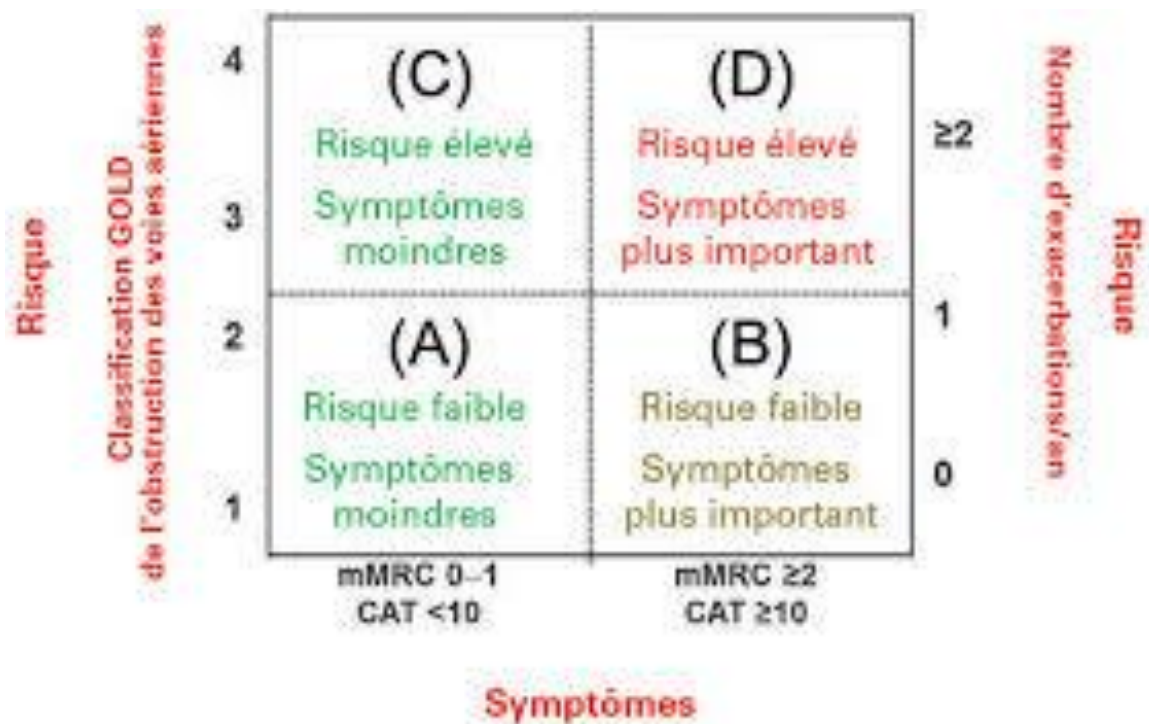 Risque
Classification GOLD
de l'obstruction des voies aériennes
4
3
2
1
(C)
Risque élevé
Symptômes
moindres
(D)
Risque élevé
Symptômes
plus important
(A)
Risque faible
Symptômes
moindres
(B)
Risque faible
Symptômes
plus important
≥2
1
0
Nombre d'exacerbations/an
Risque
mMRC 0–1
CAT <10
mMRC ≥2
CAT ≥10
Symptômes